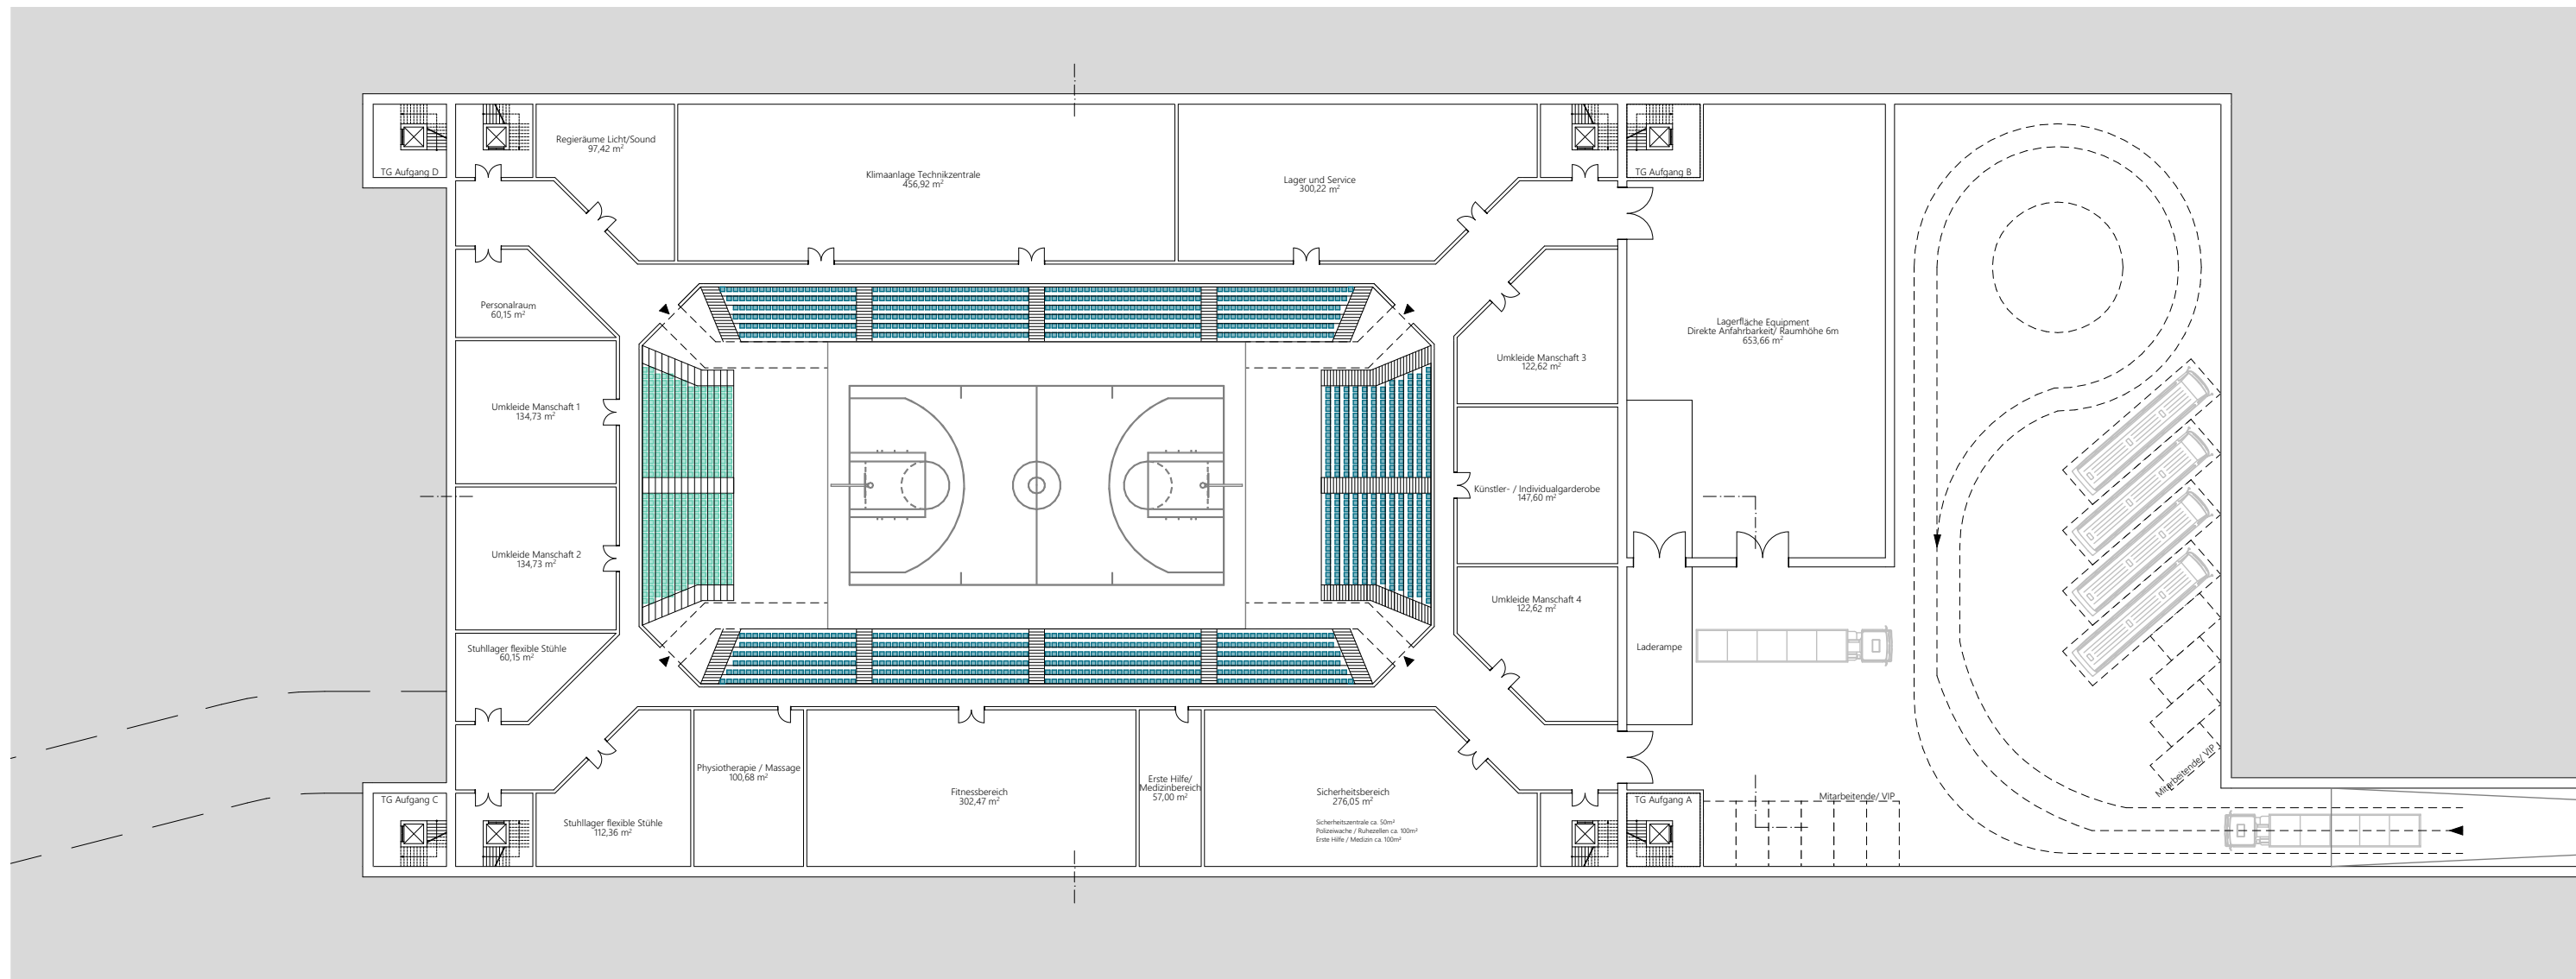 TG Aufgang D
Regieräume Licht/Sound
97,42 m²
Klimaanlage Technikzentrale
456,92 m²
Lager und Service
300,22 m²
TG Aufgang B
Personalraum
60,15 m²
Lagerfläche Equipment
Direkte Anfahrbarkeit/ Raumhöhe 6m
653,66 m²
Umkleide Manschaft 3
122,62 m²
Umkleide Manschaft 1
134,73 m²
Künstler- / Individualgarderobe
147,60 m²
Umkleide Manschaft 2
134,73 m²
Umkleide Manschaft 4
122,62 m²
Stuhllager flexible Stühle
60,15 m²
Laderampe
Physiotherapie / Massage
100,68 m²
Erste Hilfe/
Medizinbereich
57,00 m²
Fitnessbereich
302,47 m²
Sicherheitsbereich
276,05 m²
Sicherheitszentrale ca. 50m²
Polizeiwache / Ruhezellen ca. 100m²
Erste Hilfe / Medizin ca. 100m²
Mitarbeitende/ VIP
TG Aufgang C
Stuhllager flexible Stühle
112,36 m²
TG Aufgang A
Mitarbeitende/ VIP